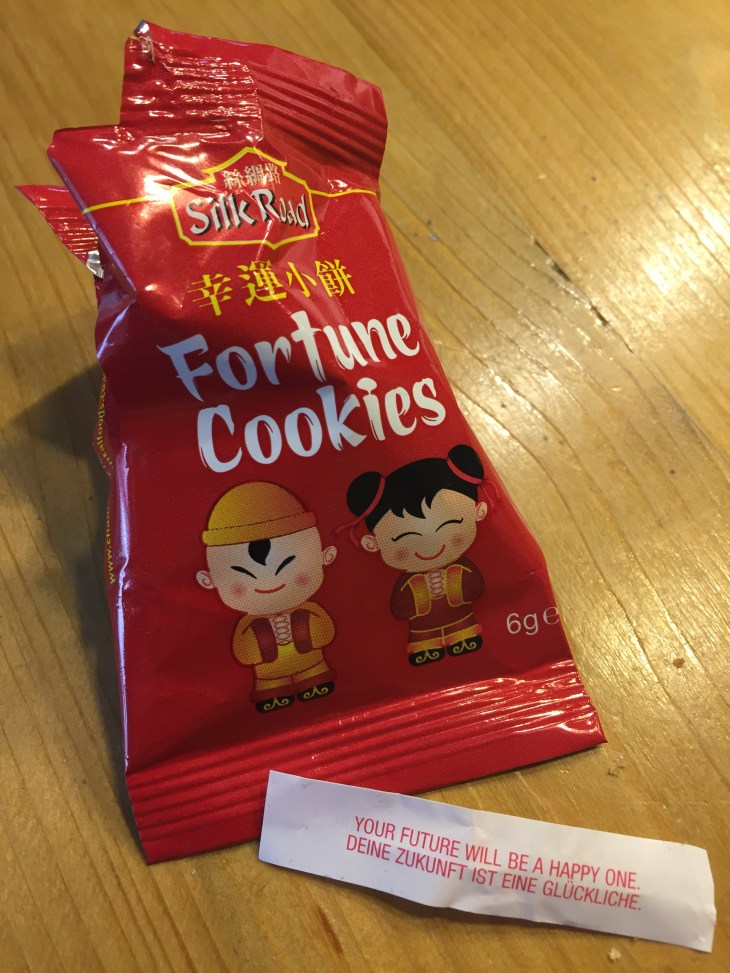 絲綢路
Silk Road
幸運小餅
Fortune
Cookies
6g e
YOUR FUTURE WILL BE A HAPPY ONE.
DEINE ZUKUNFT IST EINE GLÜCKLICHE.